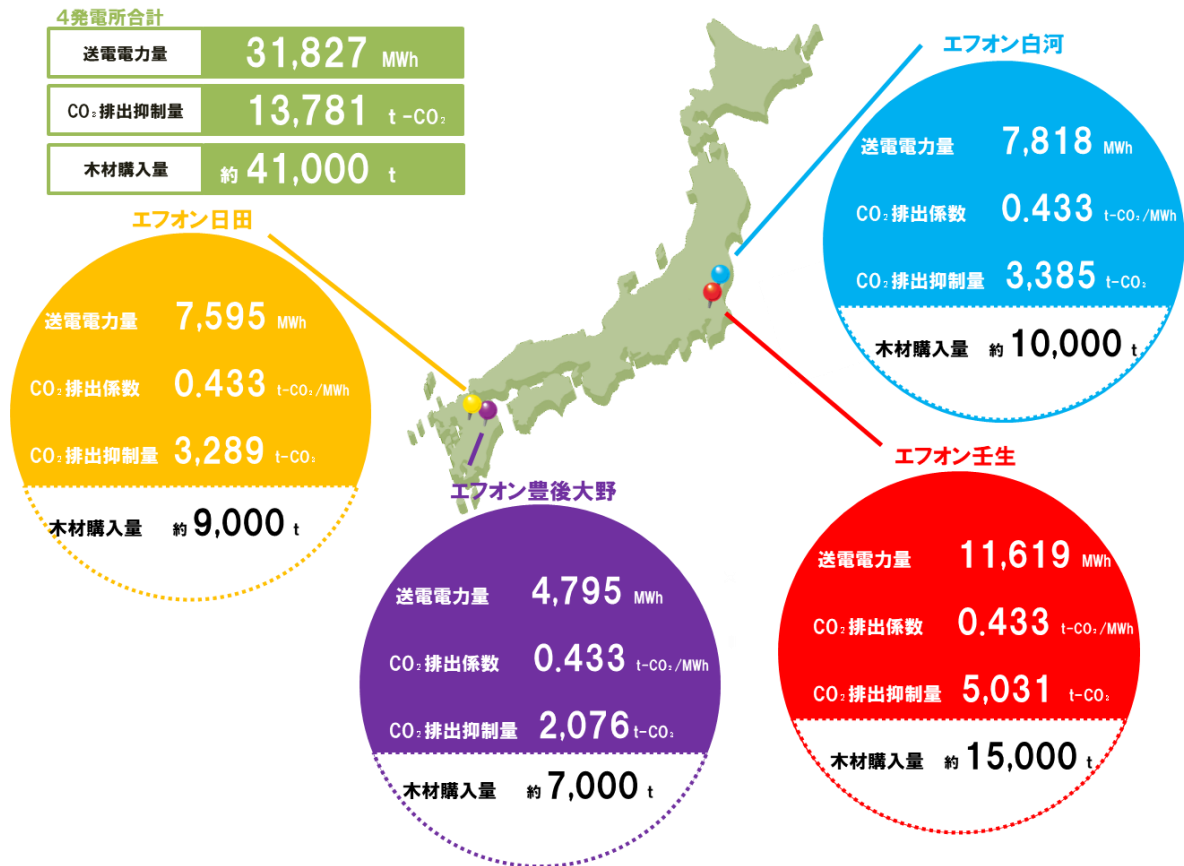 4発電所合計
送電電力量 31,827 MWh
CO₂排出抑制量 13,781 t-CO₂
木材購入量 約 41,000 t
エフオン白河
送電電力量 7,818 MWh
CO₂排出係数 0.433 t-CO₂/MWh
CO₂排出抑制量 3,385 t-CO₂
木材購入量 約 10,000 t
エフオン日田
送電電力量 7,595 MWh
CO₂排出係数 0.433 t-CO₂/MWh
CO₂排出抑制量 3,289 t-CO₂
木材購入量 約 9,000 t
エフオン豊後大野
送電電力量 4,795 MWh
CO₂排出係数 0.433 t-CO₂/MWh
CO₂排出抑制量 2,076 t-CO₂
木材購入量 約 7,000 t
エフオン壬生
送電電力量 11,619 MWh
CO₂排出係数 0.433 t-CO₂/MWh
CO₂排出抑制量 5,031 t-CO₂
木材購入量 約 15,000 t